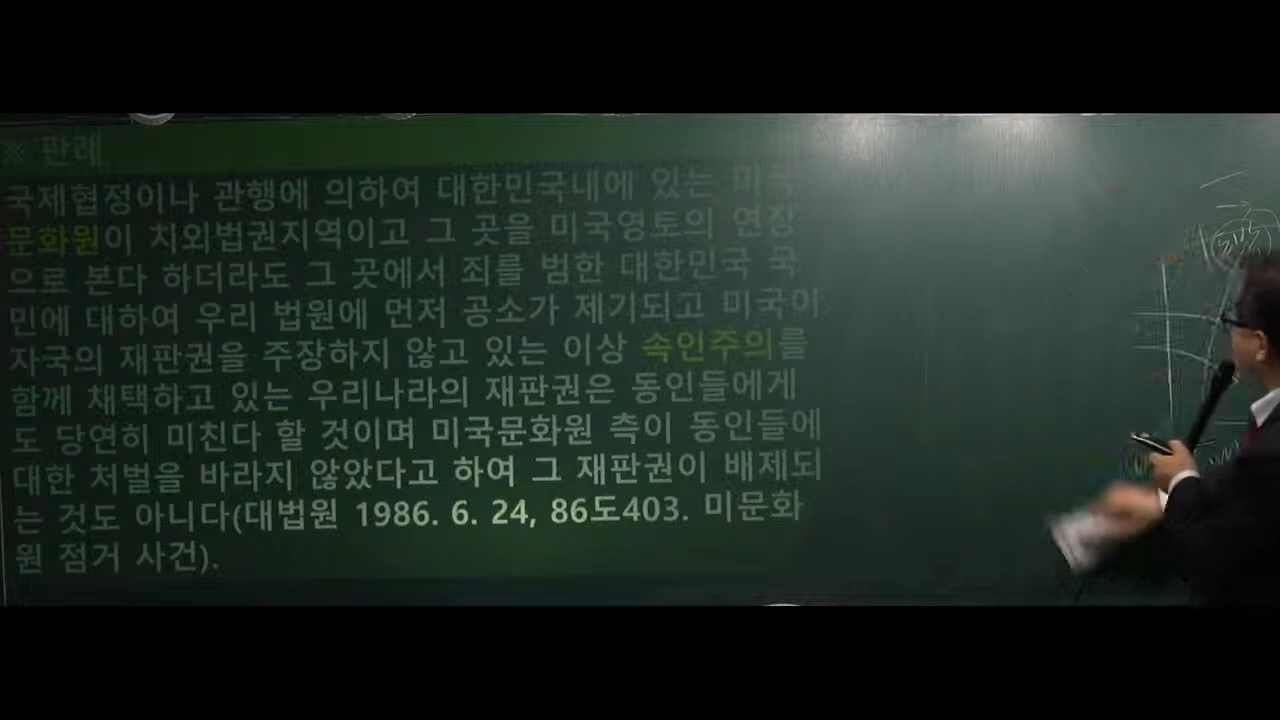 ※ 판례
국제협정이나 관행에 의하여 대한민국내에 있는 미국
문화원이 치외법권지역이고 그 곳을 미국영토의 연장
으로 본다 하더라도 그 곳에서 죄를 범한 대한민국 국
민에 대하여 우리 법원에 먼저 공소가 제기되고 미국이
자국의 재판권을 주장하지 않고 있는 이상 속인주의를
함께 채택하고 있는 우리나라의 재판권은 동인들에게
도 당연히 미친다 할 것이며 미국문화원 측이 동인들에
대한 처벌을 바라지 않았다고 하여 그 재판권이 배제되
는 것도 아니다(대법원 1986. 6. 24, 86도403. 미문화
원 점거 사건).